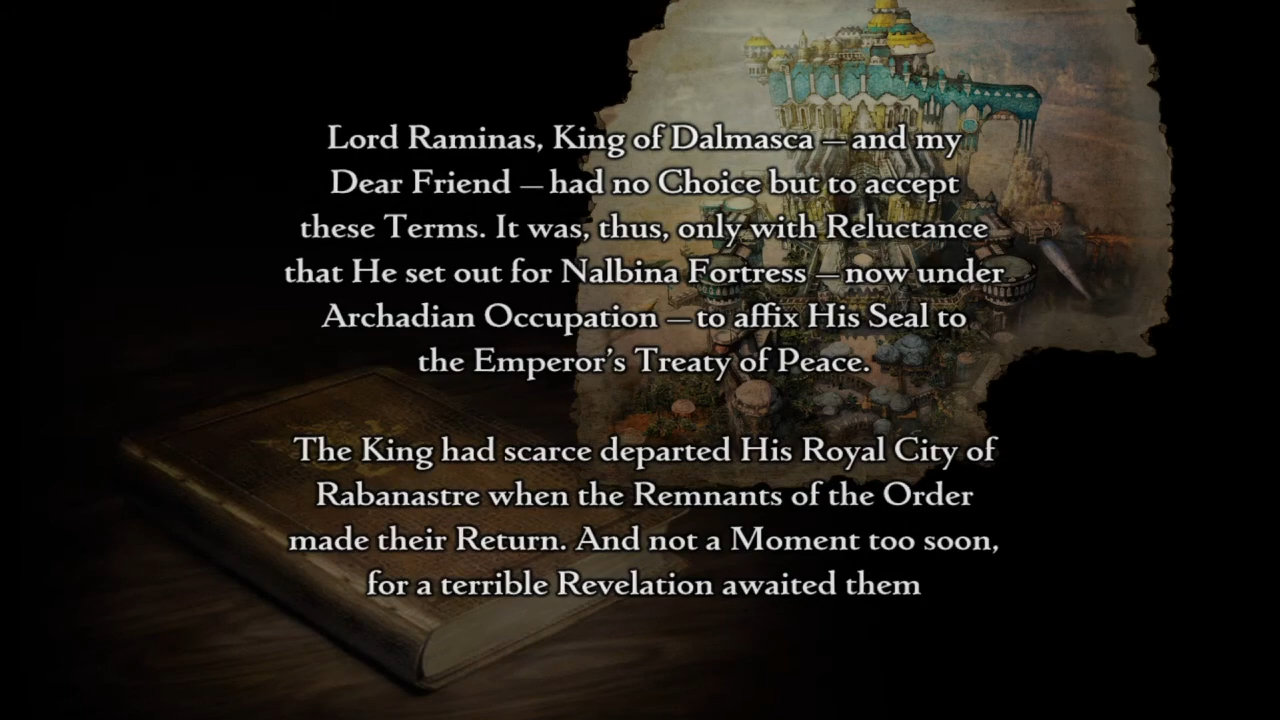 Lord Raminas, King of Dalmasca — and my
Dear Friend — had no Choice but to accept
these Terms. It was, thus, only with Reluctance
that He set out for Nalbina Fortress — now under
Archadian Occupation — to affix His Seal to
the Emperor's Treaty of Peace.
The King had scarce departed His Royal City of
Rabanastre when the Remnants of the Order
made their Return. And not a Moment too soon,
for a terrible Revelation awaited them